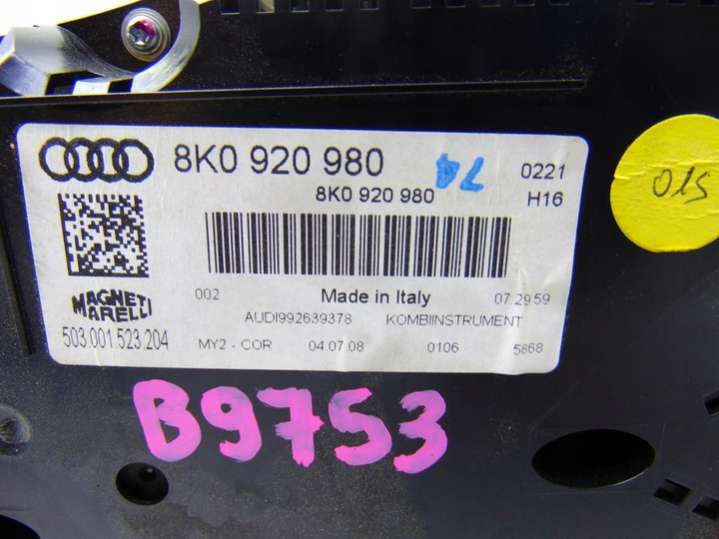 8K0 920 980
74
0221
8K0 920 980
H16
015
002
Made in Italy
07:29:59
MAGNETI
MARELLI
AUDI992639378
KOMBIINSTRUMENT
503.001.523.204
MY2 - COR
04.07.08
0106
5868
B9753